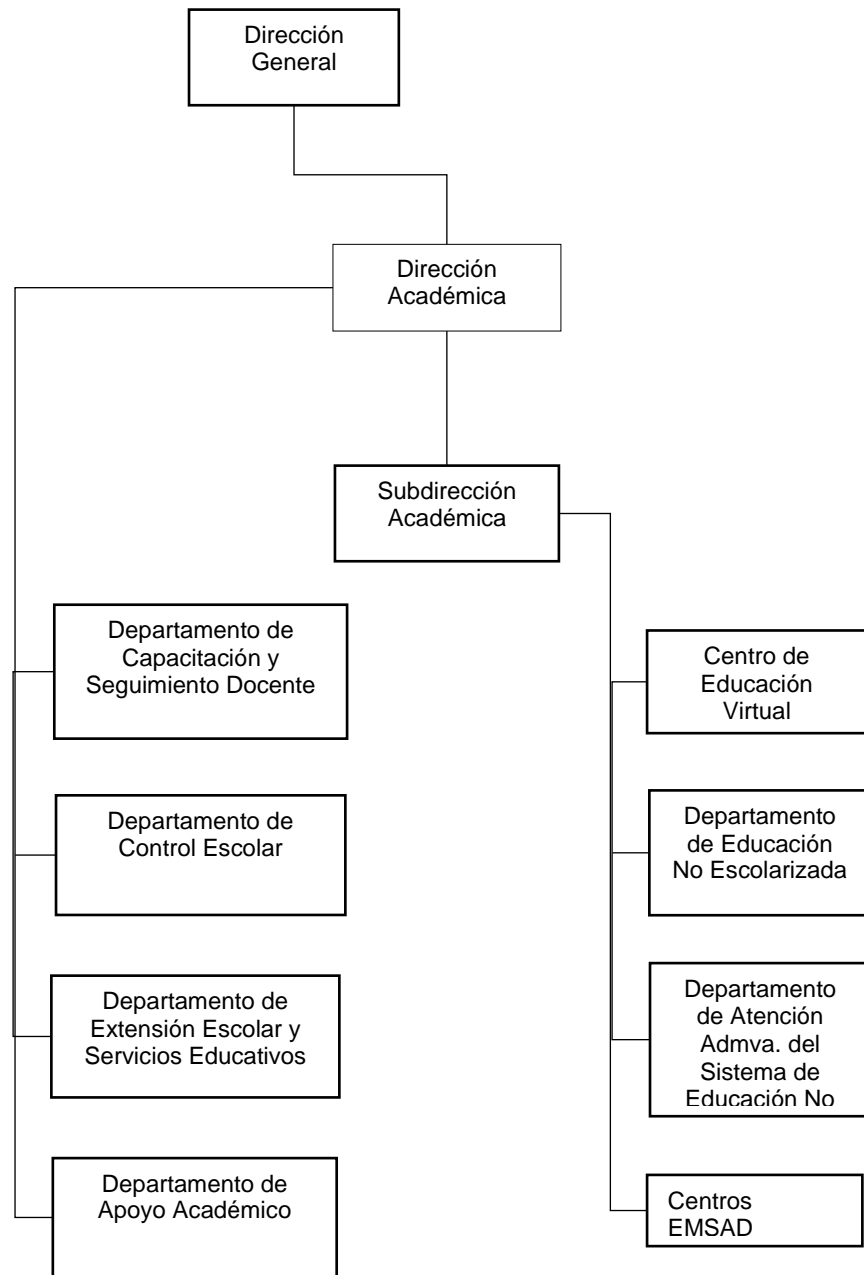 Dirección
General
Dirección
Académica
Subdirección
Académica
Departamento de
Capacitación y
Seguimiento Docente
Departamento de
Control Escolar
Departamento de
Extensión Escolar y
Servicios Educativos
Departamento de
Apoyo Académico
Centro de
Educación
Virtual
Departamento
de Educación
No Escolarizada
Departamento
de Atención
Admva. del
Sistema de
Educación No
Centros
EMSAD